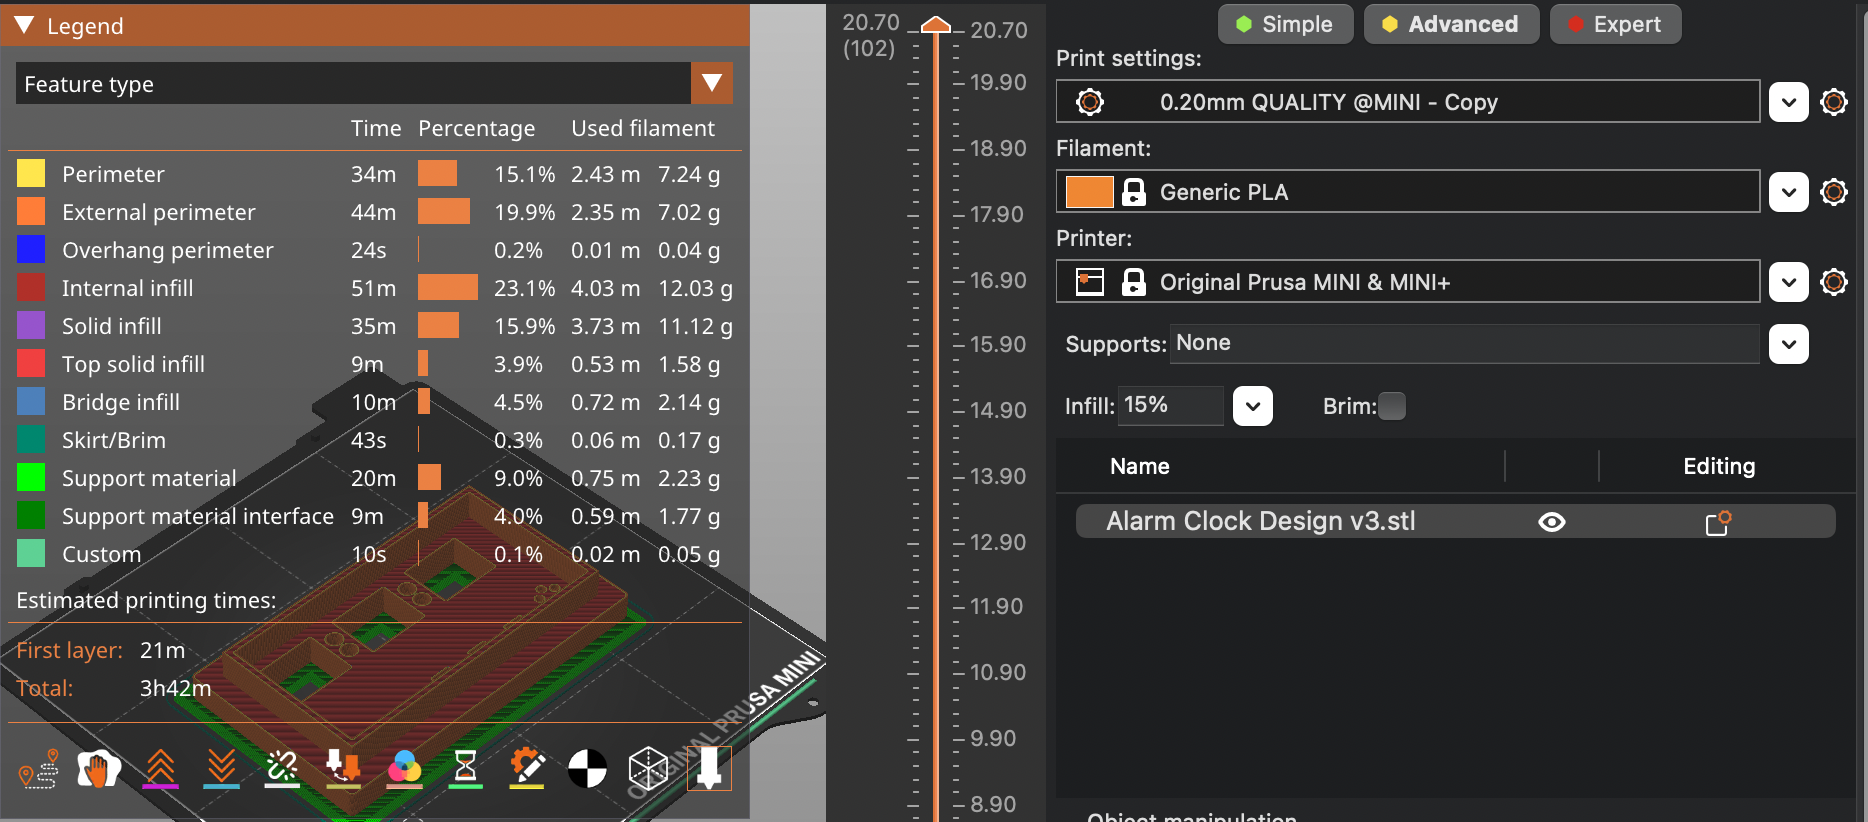 Legend
Feature type
Time Percentage Used filament
Perimeter 34m 15.1% 2.43 m 7.24 g
External perimeter 44m 19.9% 2.35 m 7.02 g
Overhang perimeter 24s 0.2% 0.01 m 0.04 g
Internal infill 51m 23.1% 4.03 m 12.03 g
Solid infill 35m 15.9% 3.73 m 11.12 g
Top solid infill 9m 3.9% 0.53 m 1.58 g
Bridge infill 10m 4.5% 0.72 m 2.14 g
Skirt/Brim 43s 0.3% 0.06 m 0.17 g
Support material 20m 9.0% 0.75 m 2.23 g
Support material interface 9m 4.0% 0.59 m 1.77 g
Custom 10s 0.1% 0.02 m 0.05 g
Estimated printing times:
First layer: 21m
Total: 3h42m
ORIGINAL PRUSA MINI
20.70
(102)
20.70
19.90
18.90
17.90
16.90
15.90
14.90
13.90
12.90
11.90
10.90
9.90
8.90
Simple Advanced Expert
Print settings:
0.20mm QUALITY @MINI - Copy
Filament:
Generic PLA
Printer:
Original Prusa MINI & MINI+
Supports: None
Infill: 15% Brim:
Name Editing
Alarm Clock Design v3.stl
Object manipulation